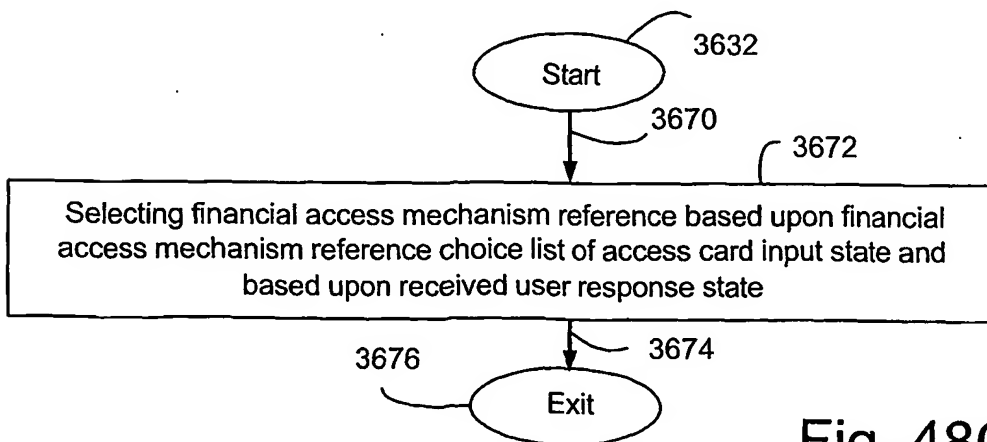 3632
Start
3670
3672
Selecting financial access mechanism reference based upon financial
access mechanism reference choice list of access card input state and
based upon received user response state
3674
3676
Exit
Fig.